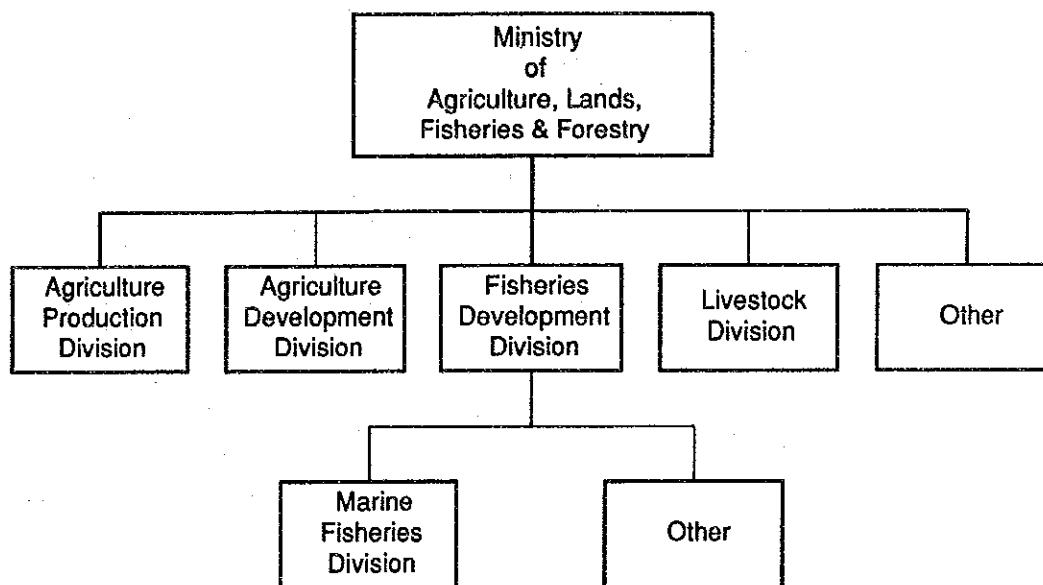 Ministry
of
Agriculture, Lands,
Fisheries & Forestry
Agriculture
Production
Division
Agriculture
Development
Division
Fisheries
Development
Division
Livestock
Division
Other
Marine
Fisheries
Division
Other